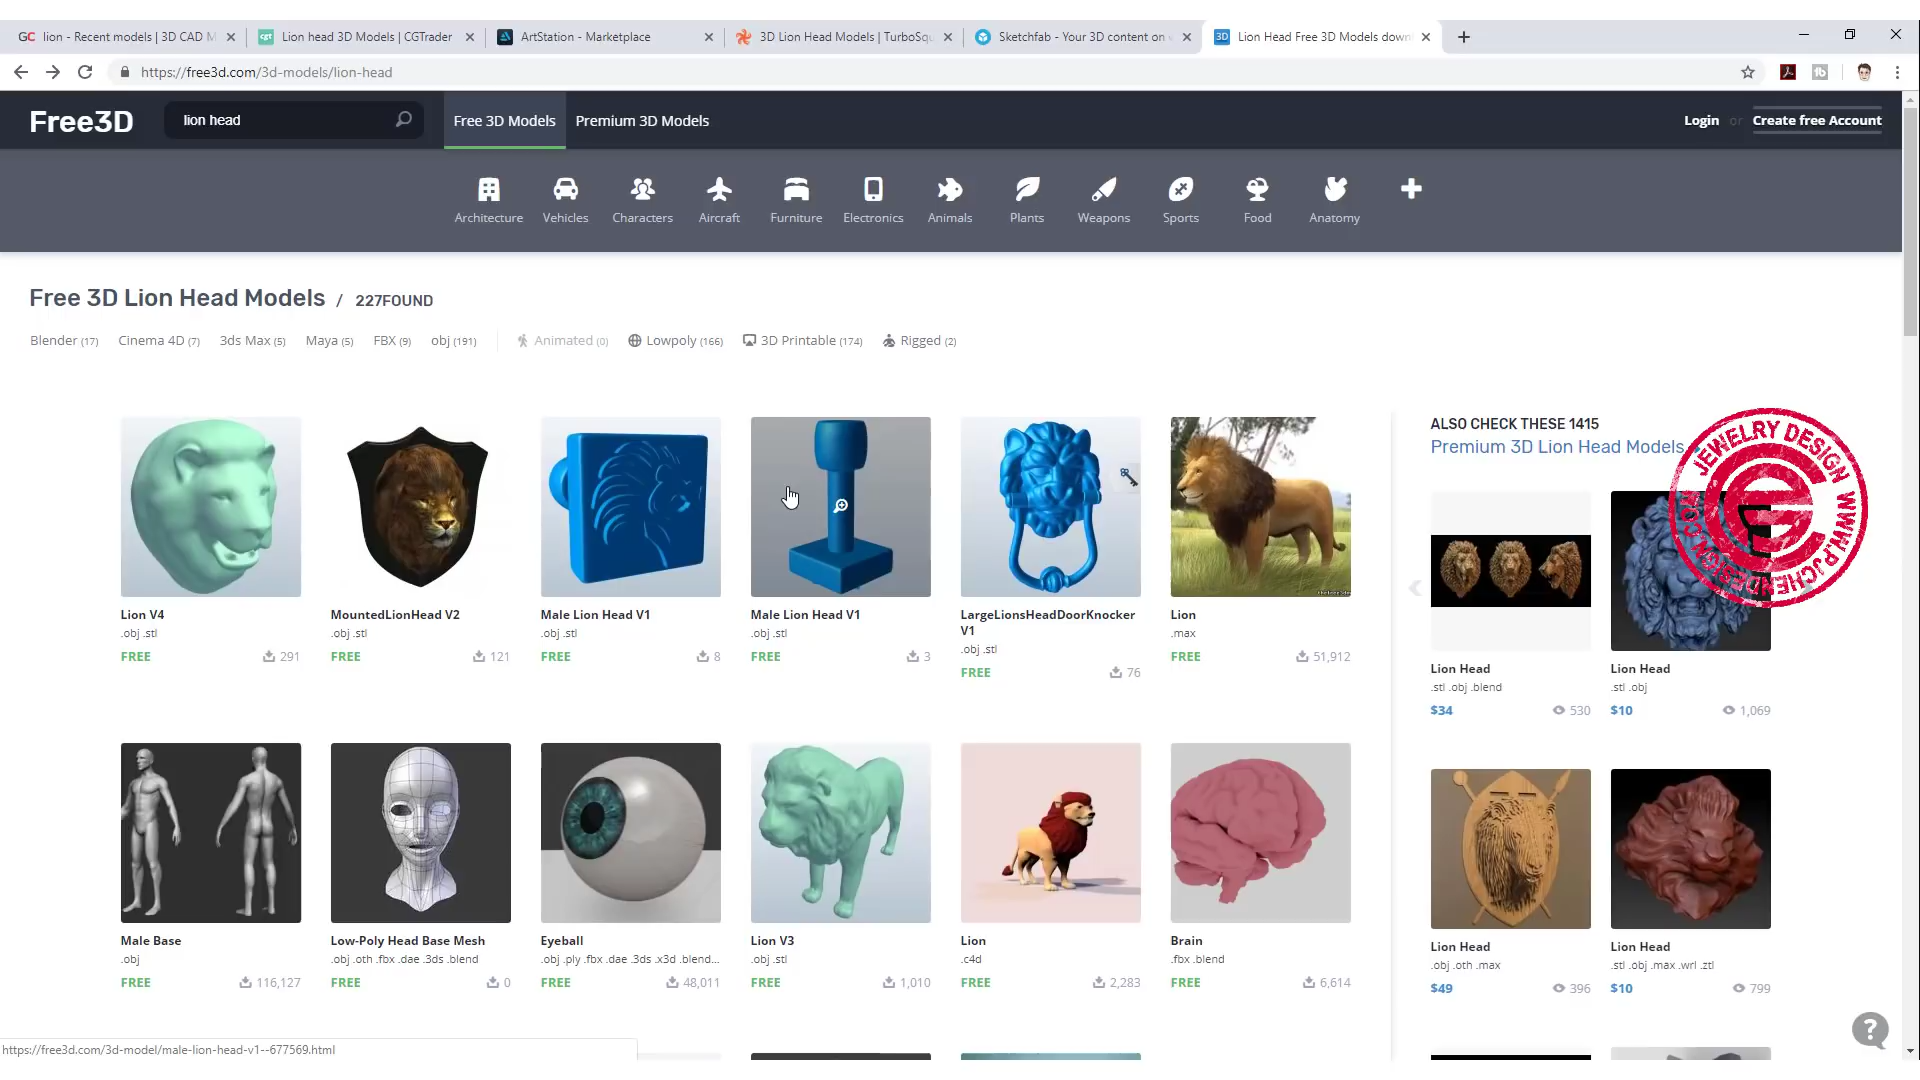 GC lion - Recent models | 3D CAD M
cgt Lion head 3D Models | CGTrader
ArtStation - Marketplace
3D Lion Head Models | TurboSqu
Sketchfab - Your 3D content on
3D Lion Head Free 3D Models down
https://free3d.com/3d-models/lion-head
Free3D
lion head
Free 3D Models
Premium 3D Models
Login or Create free Account
Architecture
Vehicles
Characters
Aircraft
Furniture
Electronics
Animals
Plants
Weapons
Sports
Food
Anatomy
Free 3D Lion Head Models / 227FOUND
Blender (17) Cinema 4D (7) 3ds Max (5) Maya (5) FBX (9) obj (191) Animated (0) Lowpoly (166) 3D Printable (174) Rigged (2)
Lion V4
.obj .stl
FREE 291
MountedLionHead V2
.obj .stl
FREE 121
Male Lion Head V1
.obj .stl
FREE 8
Male Lion Head V1
.obj .stl
FREE 3
LargeLionsHeadDoorKnocker
V1
.obj .stl
FREE 76
Lion
.max
FREE 51,912
Male Base
.obj
FREE 116,127
Low-Poly Head Base Mesh
.obj .oth .fbx .dae .3ds .blend
FREE 0
Eyeball
.obj .ply .fbx .dae .3ds .x3d .blend...
FREE 48,011
Lion V3
.obj .stl
FREE 1,010
Lion
.c4d
FREE 2,283
Brain
.fbx .blend
FREE 6,614
ALSO CHECK THESE 1415
Premium 3D Lion Head Models
JEWELRY DESIGN WWW.PJCHENDESIGN.COM
Lion Head
.stl .obj .blend
$34 530
Lion Head
.stl .obj
$10 1,069
Lion Head
.obj .oth .max
$49 396
Lion Head
.stl .obj .max .wrl .ztl
$10 799
?
https://free3d.com/3d-model/male-lion-head-v1--677569.html